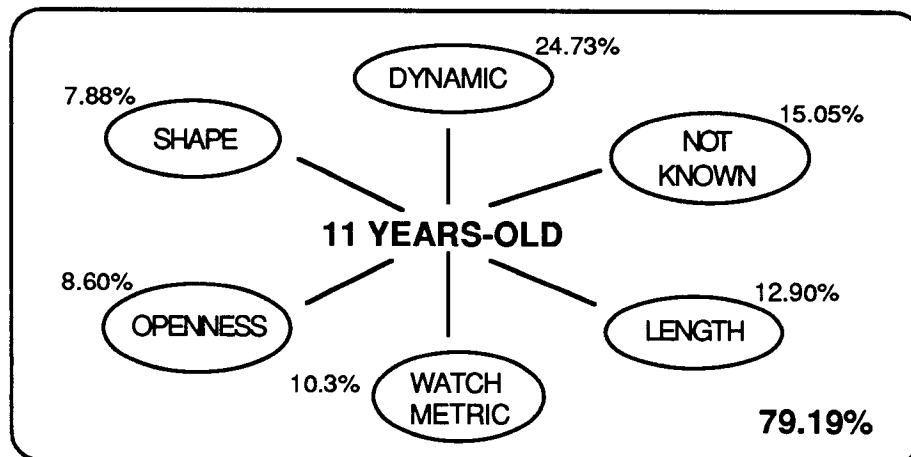 24.73%
DYNAMIC
7.88%
SHAPE
15.05%
NOT
KNOWN
11 YEARS-OLD
8.60%
OPENNESS
12.90%
LENGTH
10.3%
WATCH
METRIC
79.19%